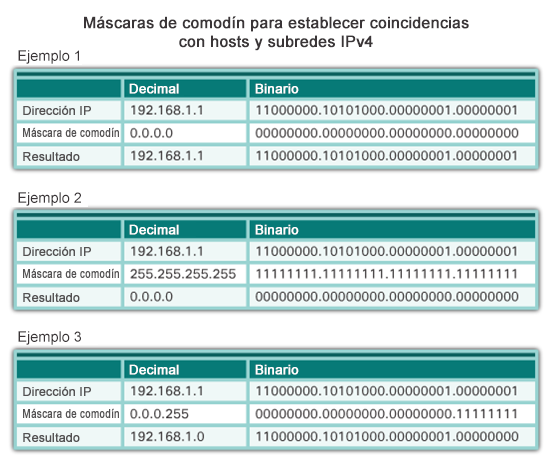 Máscaras de comodín para establecer coincidencias
con hosts y subredes IPv4
Ejemplo 1
Decimal Binario
Dirección IP 192.168.1.1 11000000.10101000.00000001.00000001
Máscara de comodín 0.0.0.0 00000000.00000000.00000000.00000000
Resultado 192.168.1.1 11000000.10101000.00000001.00000001
Ejemplo 2
Decimal Binario
Dirección IP 192.168.1.1 11000000.10101000.00000001.00000001
Máscara de comodín 255.255.255.255 11111111.11111111.11111111.11111111
Resultado 0.0.0.0 00000000.00000000.00000000.00000000
Ejemplo 3
Decimal Binario
Dirección IP 192.168.1.1 11000000.10101000.00000001.00000001
Máscara de comodín 0.0.0.255 00000000.00000000.00000000.11111111
Resultado 192.168.1.0 11000000.10101000.00000001.00000000